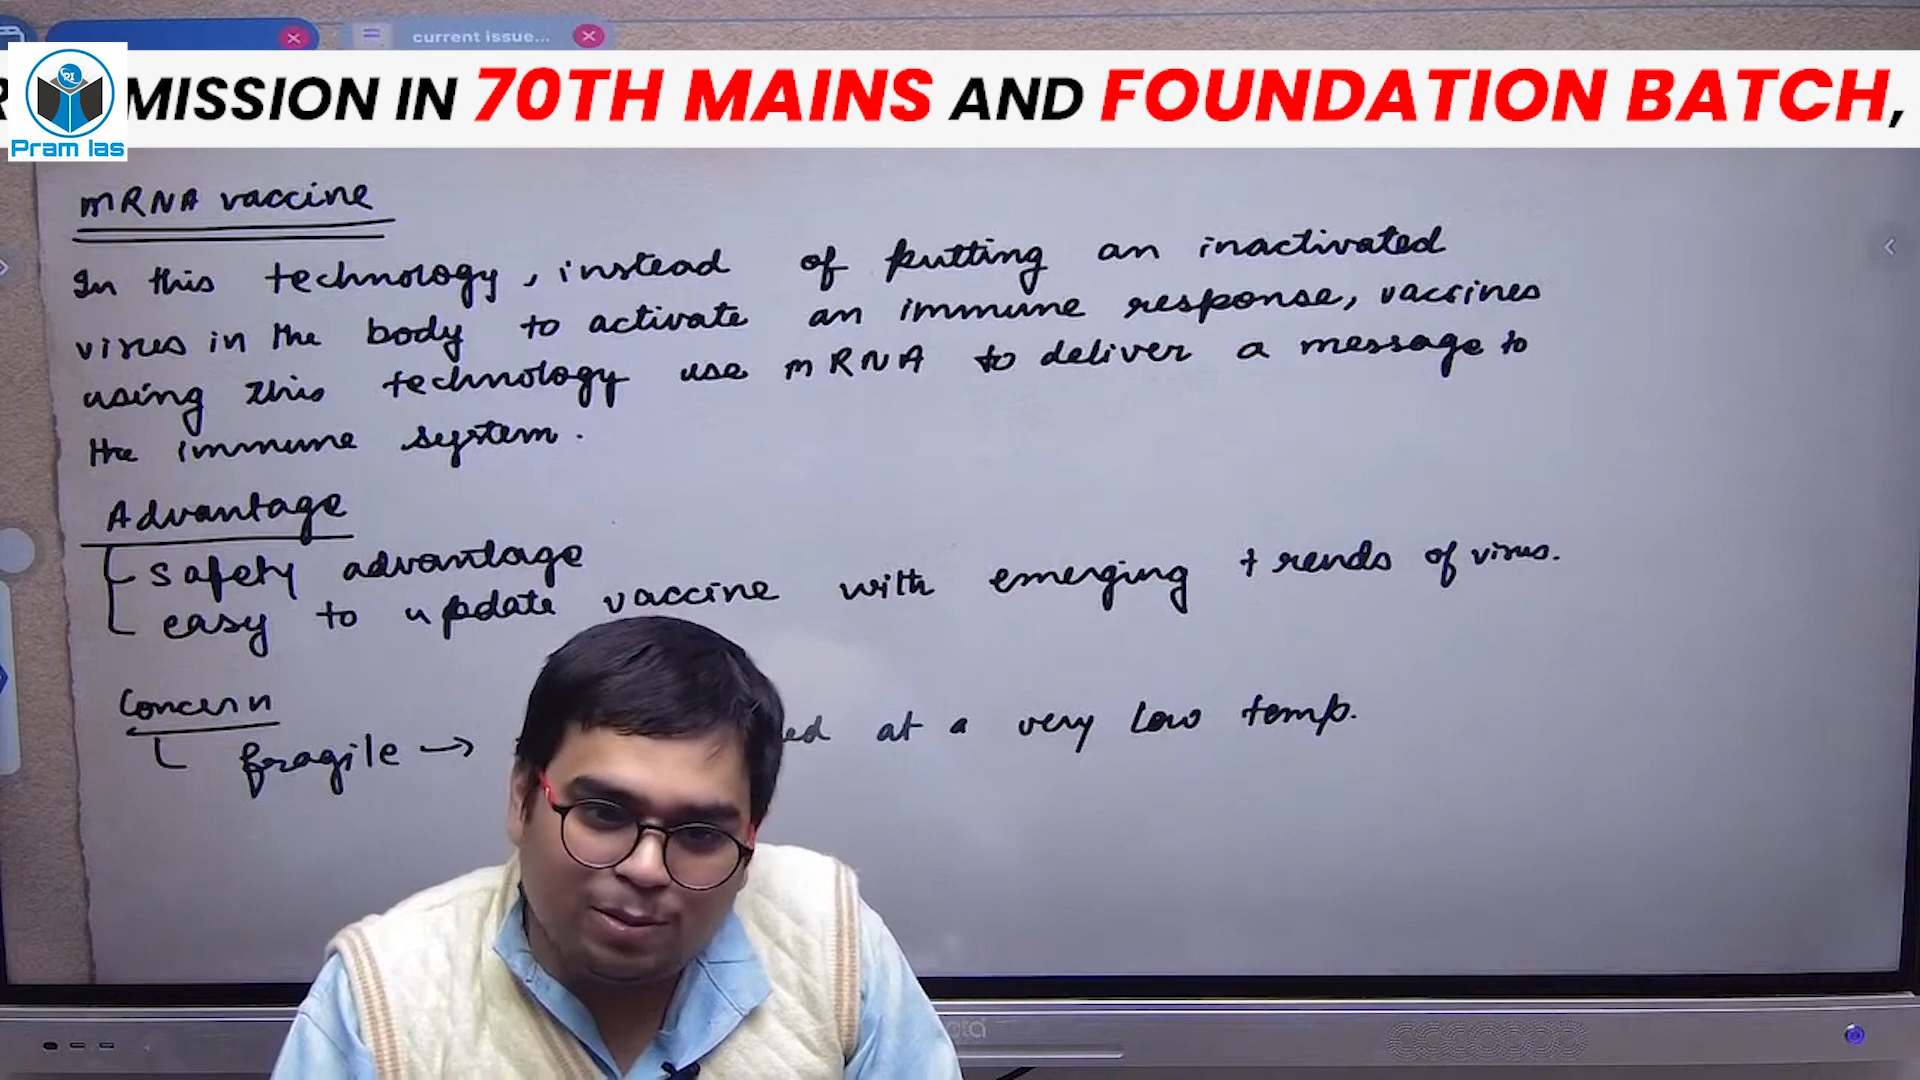 current issue...
MISSION IN 70TH MAINS AND FOUNDATION BATCH,
Pram Ias
mRNA vaccine
In this technology, instead of putting an inactivated
virus in the body to activate an immune response, vaccines
using this technology use mRNA to deliver a message to
the immune system.
Advantage
safety advantage
easy to update vaccine with emerging trends of virus.
Concern
fragile → ed at a very low temp.